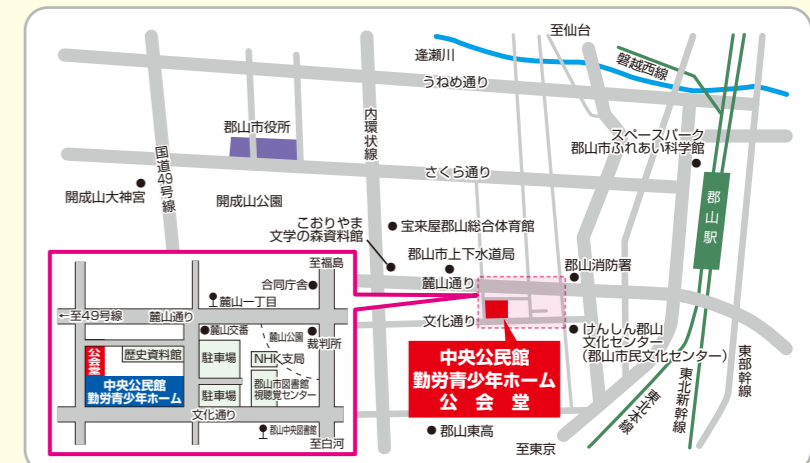 至仙台
逢瀬川
磐越西線
うねめ通り
郡山市役所
内環状線
スペースパーク
郡山市ふれあい科学館
国道49号線
さくら通り
開成山大神宮
開成山公園
郡山駅
こおりやま
文学の森資料館
宝来屋郡山総合体育館
郡山市上下水道局
郡山消防署
麓山通り
文化通り
けんしん郡山
文化センター
(郡山市民文化センター)
中央公民館
勤労青少年ホーム
公会堂
東部幹線
東北新幹線
東北本線
郡山東高
至東京
至福島
合同庁舎
麓山一丁目
←至49号線
麓山通り
麓山交番
麓山公園
裁判所
公会堂
歴史資料館
駐車場
NHK支局
中央公民館
勤労青少年ホーム
駐車場
郡山市図書館
視聴覚センター
文化通り
郡山中央図書館
至白河